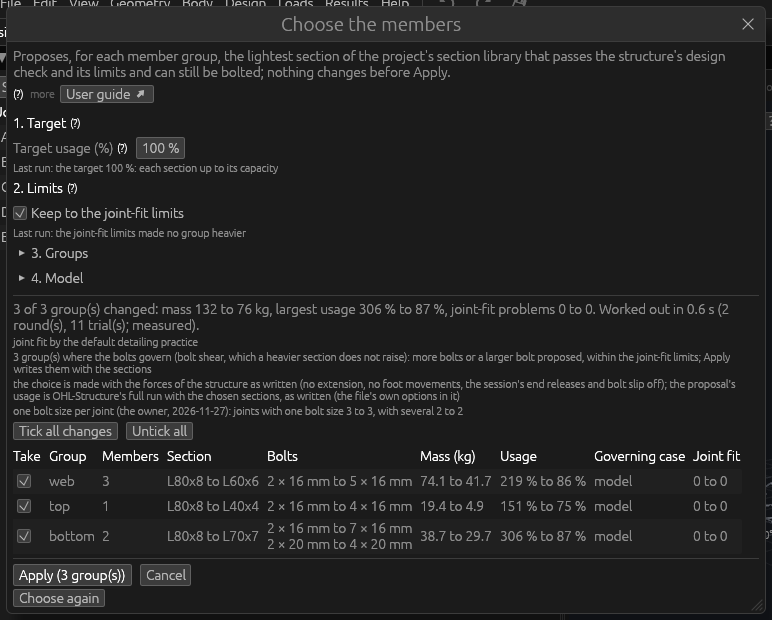 File Edit View Geometry Body Design Loads Results Help
Choose the members
Proposes, for each member group, the lightest section of the project's section library that passes the structure's design
check and its limits and can still be bolted; nothing changes before Apply.
(?) more User guide
1. Target (?)
Target usage (%) (?) 100 %
Last run: the target 100 %: each section up to its capacity
2. Limits (?)
Keep to the joint-fit limits
Last run: the joint-fit limits made no group heavier
3. Groups
4. Model
3 of 3 group(s) changed: mass 132 to 76 kg, largest usage 306 % to 87 %, joint-fit problems 0 to 0. Worked out in 0.6 s (2
round(s), 11 trial(s); measured).
joint fit by the default detailing practice
3 group(s) where the bolts govern (bolt shear, which a heavier section does not raise): more bolts or a larger bolt proposed, within the joint-fit limits; Apply
writes them with the sections
the choice is made with the forces of the structure as written (no extension, no foot movements, the session's end releases and bolt slip off); the proposal's
usage is OHL-Structure's full run with the chosen sections, as written (the file's own options in it)
one bolt size per joint (the owner, 2026-11-27): joints with one bolt size 3 to 3, with several 2 to 2
Tick all changes Untick all
Take Group Members Section Bolts Mass (kg) Usage Governing case Joint fit
web 3 L80x8 to L60x6 2 × 16 mm to 5 × 16 mm 74.1 to 41.7 219 % to 86 % model 0 to 0
top 1 L80x8 to L40x4 2 × 16 mm to 4 × 16 mm 19.4 to 4.9 151 % to 75 % model 0 to 0
bottom 2 L80x8 to L70x7 2 × 16 mm to 7 × 16 mm 38.7 to 29.7 306 % to 87 % model 0 to 0
2 × 20 mm to 4 × 20 mm
Apply (3 group(s)) Cancel
Choose again